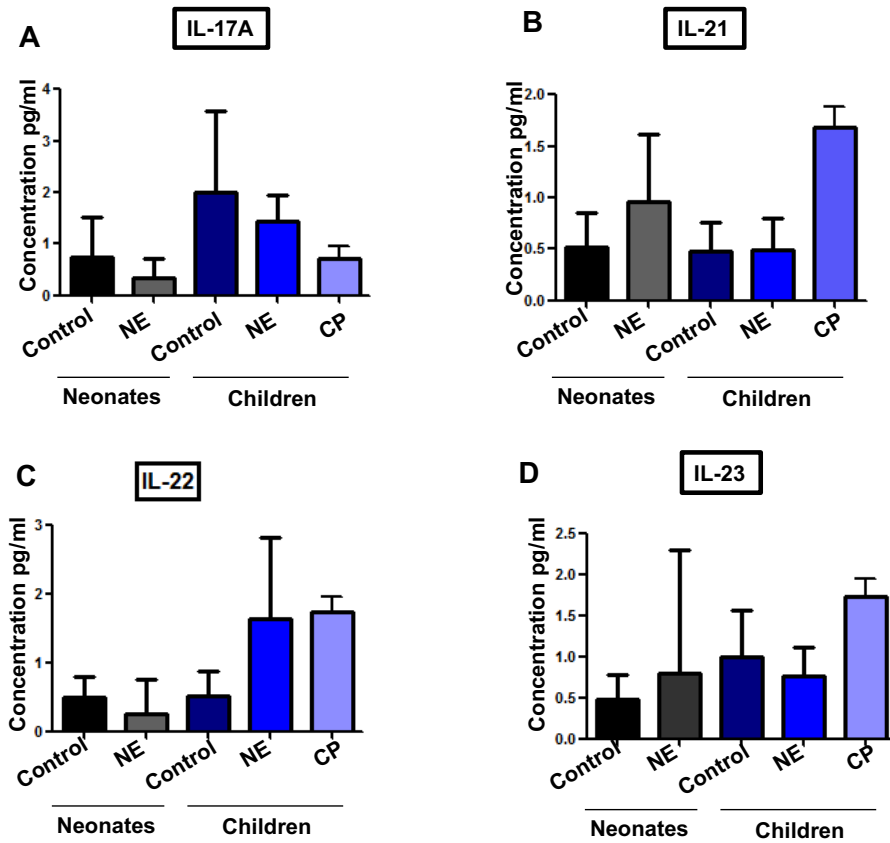 A
IL-17A
Concentration pg/ml
4
3
2
1
0
Control
NE
Control
NE
CP
Neonates
Children
B
IL-21
Concentration pg/ml
2.0
1.5
1.0
0.5
0.0
Control
NE
Control
NE
CP
Neonates
Children
C
IL-22
Concentration pg/ml
3
2
1
0
Control
NE
Control
NE
CP
Neonates
Children
D
IL-23
Concentration pg/ml
2.5
2.0
1.5
1.0
0.5
0.0
Control
NE
Control
NE
CP
Neonates
Children